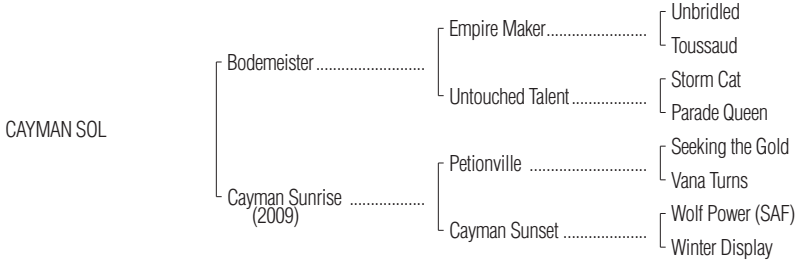 Unbridled
Empire Maker........................
Toussaud
Bodemeister..........................
Storm Cat
Untouched Talent..................
Parade Queen
CAYMAN SOL
Seeking the Gold
Petionville ............................
Vana Turns
Cayman Sunrise ..................
(2009)
Wolf Power (SAF)
Cayman Sunset ....................
Winter Display